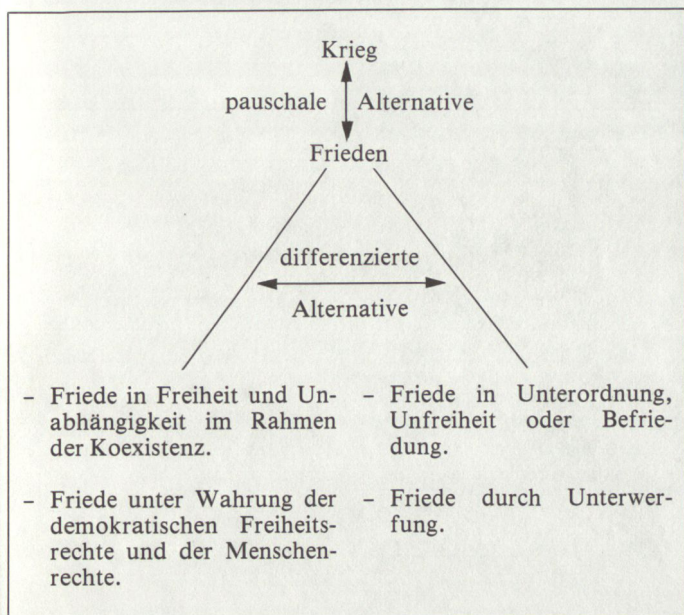 Krieg
pauschale Alternative
Frieden
differenzierte
Alternative
– Friede in Freiheit und Un-
abhängigkeit im Rahmen
der Koexistenz.
– Friede unter Wahrung der
demokratischen Freiheits-
rechte und der Menschen-
rechte.
– Friede in Unterordnung,
Unfreiheit oder Befrie-
dung.
– Friede durch Unterwer-
fung.